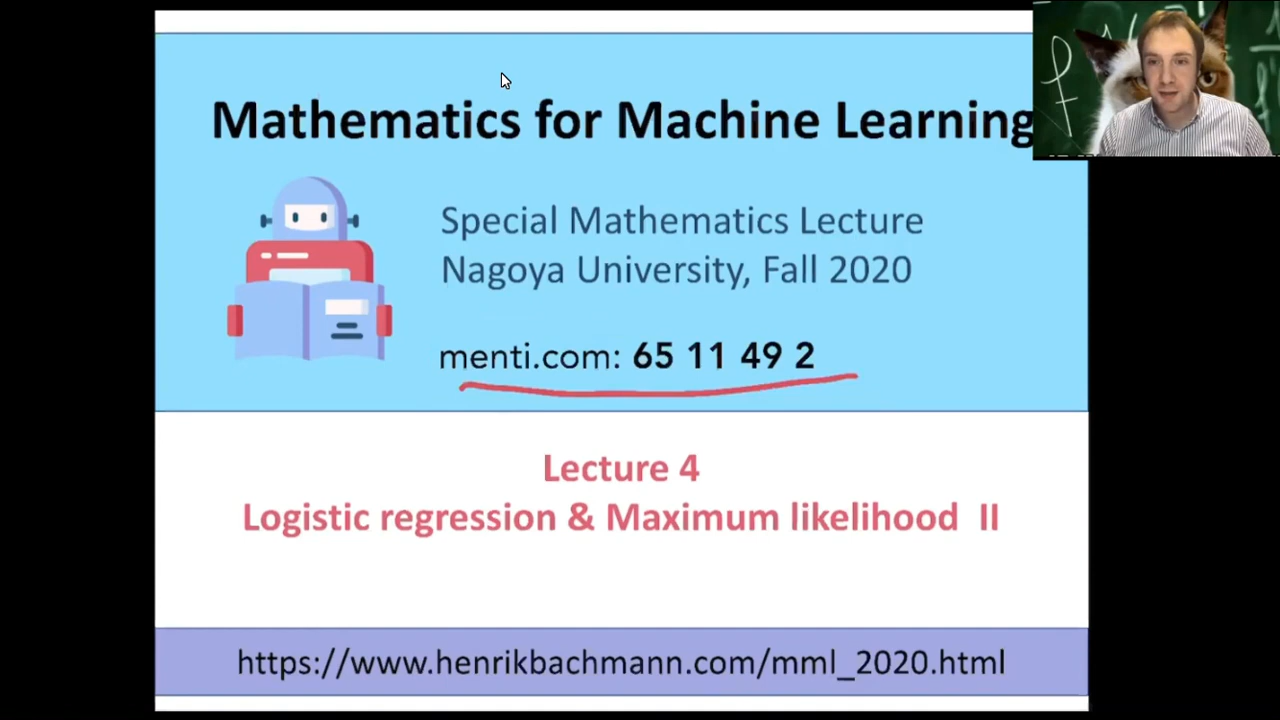 Mathematics for Machine Learning
Special Mathematics Lecture
Nagoya University, Fall 2020
menti.com: 65 11 49 2
Lecture 4
Logistic regression & Maximum likelihood II
https://www.henrikbachmann.com/mml_2020.html